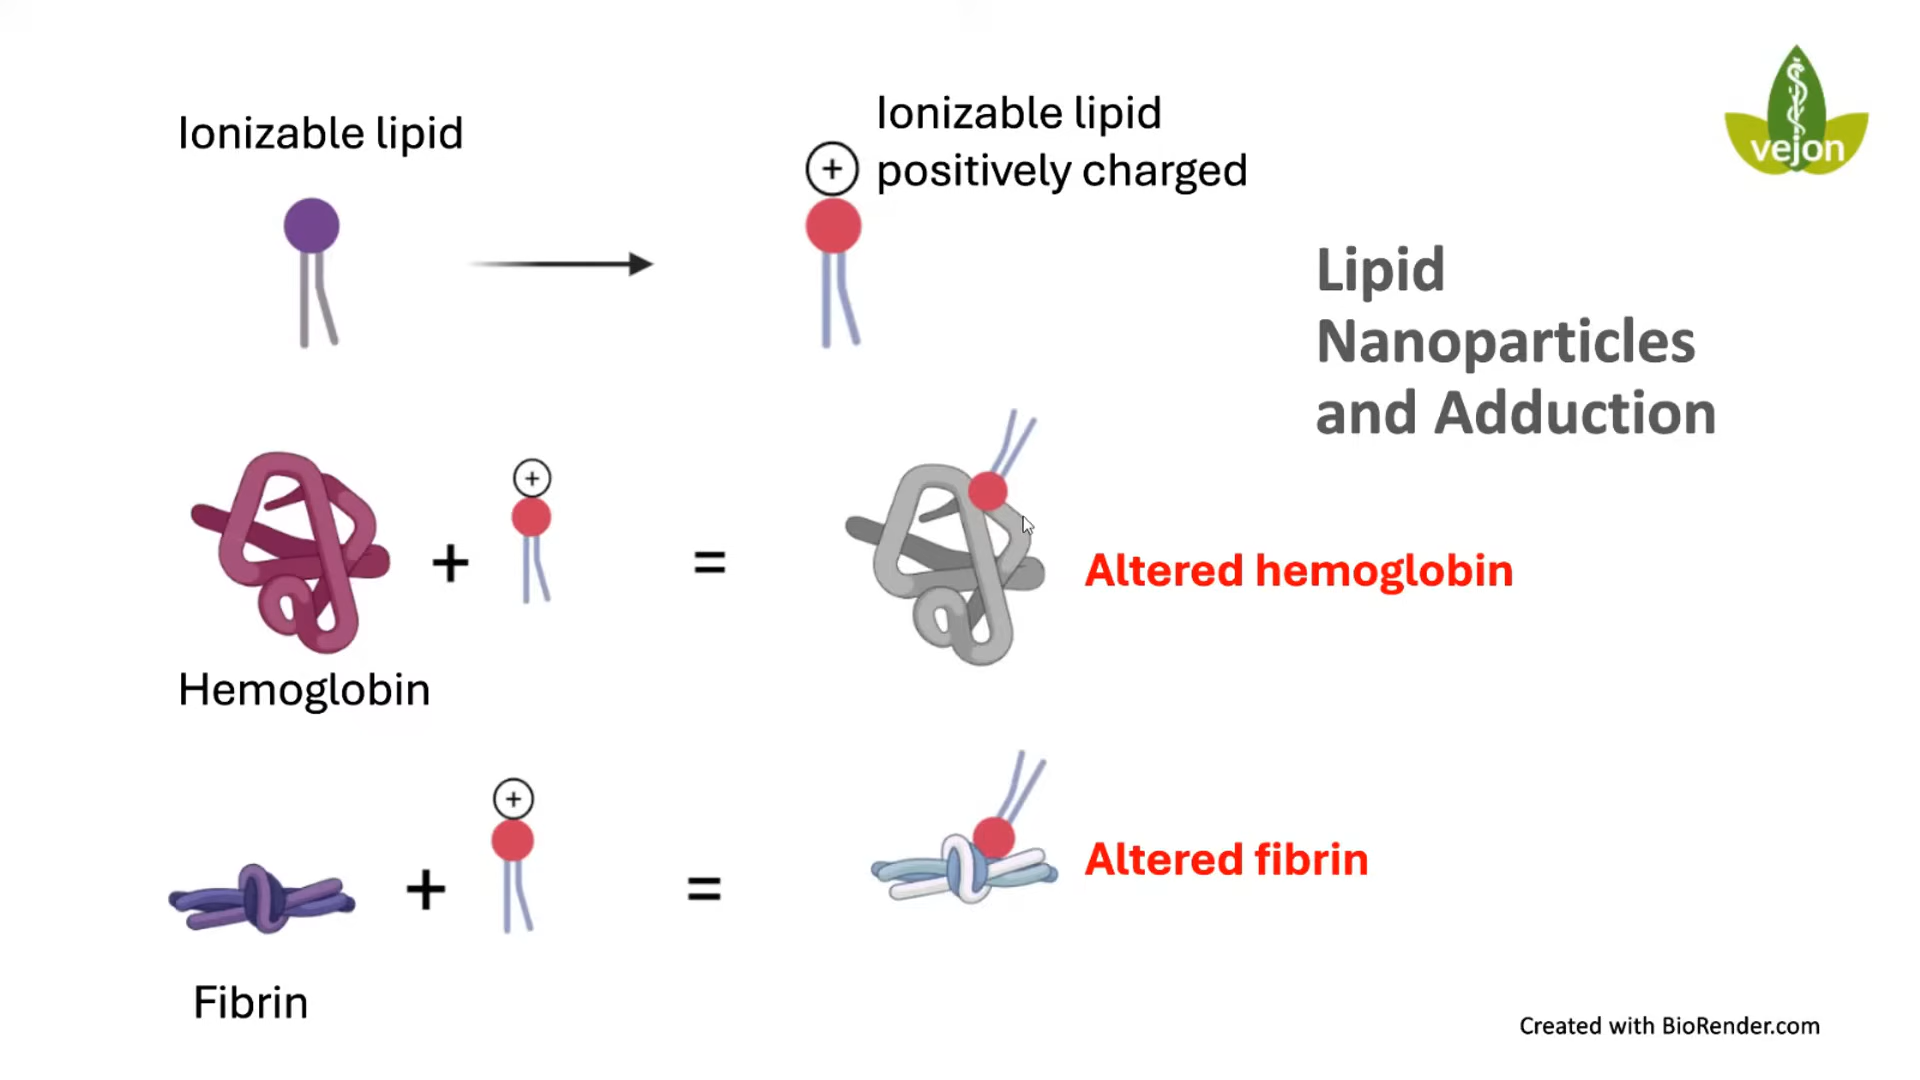 Ionizable lipid
Ionizable lipid
positively charged
+
vejon
Lipid
Nanoparticles
and Adduction
+
+
=
Altered hemoglobin
Hemoglobin
+
+
=
Altered fibrin
Fibrin
Created with BioRender.com